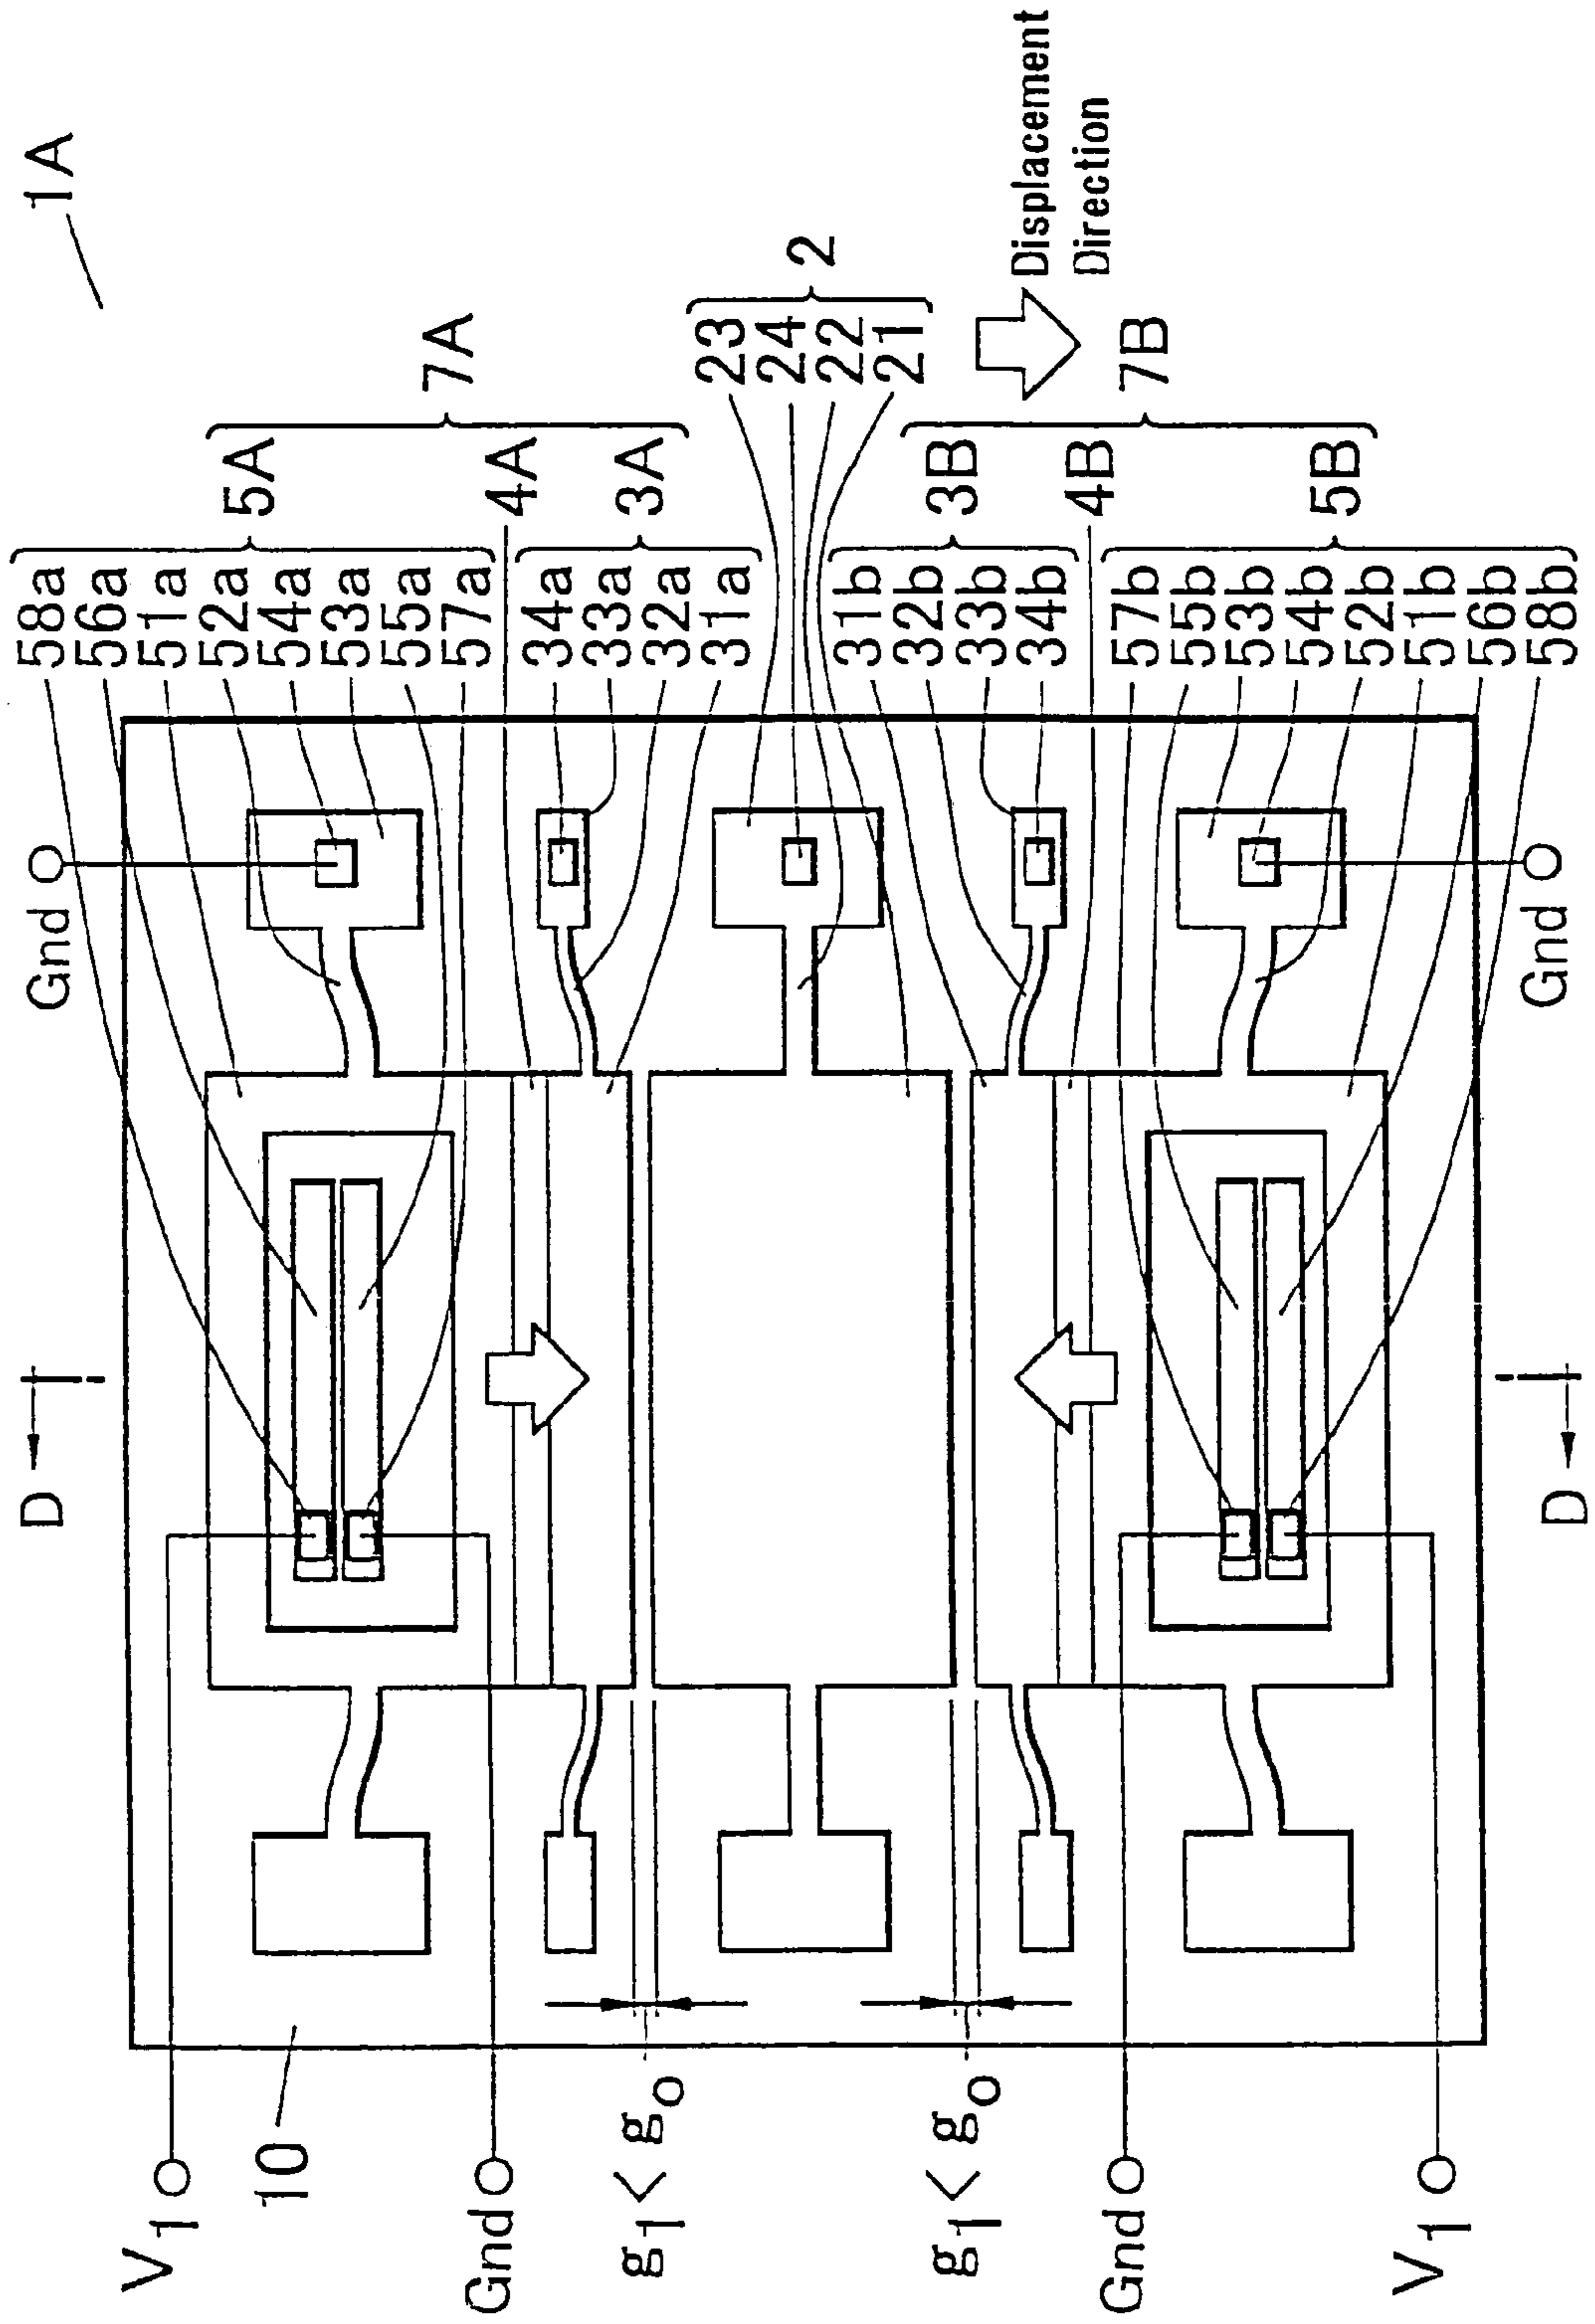 1A
7A
5A
4A
3A
2
3B
4B
5B
7B
Displacement
Direction
58a
56a
51a
52a
54a
53a
55a
57a
34a
33a
32a
31a
23
24
22
21
31b
32b
33b
34b
57b
55b
53b
54b
52b
51b
56b
58b
Gnd
Gnd
D
D
10
V1
Gnd
g1 < g0
g1 < g0
Gnd
V1